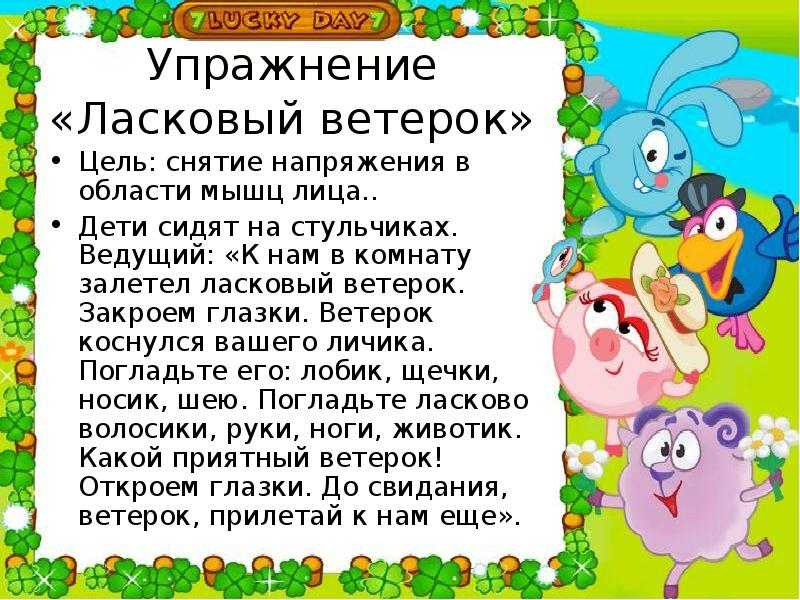 7 LUCKY DAY 7
Упражнение
«Ласковый ветерок»
• Цель: снятие напряжения в
области мышц лица..
• Дети сидят на стульчиках.
Ведущий: «К нам в комнату
залетел ласковый ветерок.
Закроем глазки. Ветерок
коснулся вашего личика.
Погладьте его: лобик, щечки,
носик, шею. Погладьте ласково
волосики, руки, ноги, животик.
Какой приятный ветерок!
Откроем глазки. До свидания,
ветерок, прилетай к нам еще».